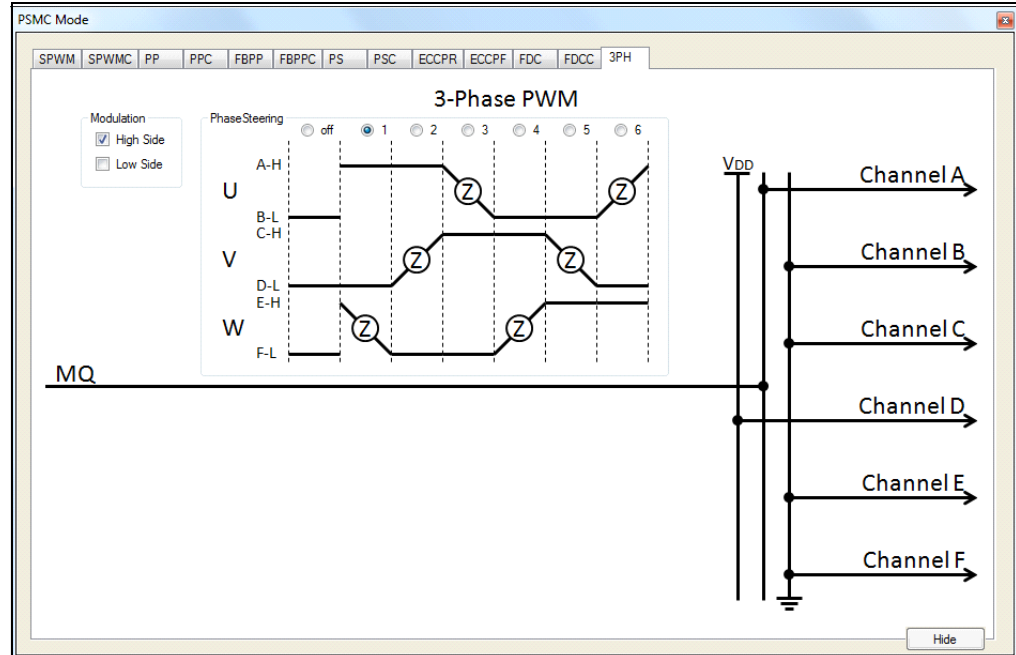 PSMC Mode
SPWM SPWMC PP PPC FBPP FBPPC PS PSC ECCPR ECCPF FDC FDCC 3PH
3-Phase PWM
Modulation
High Side
Low Side
PhaseSteering
off 1 2 3 4 5 6
A-H
U
B-L
C-H
V
D-L
E-H
W
F-L
Z
Z
Z
Z
Z
Z
MQ
VDD
Channel A
Channel B
Channel C
Channel D
Channel E
Channel F
Hide